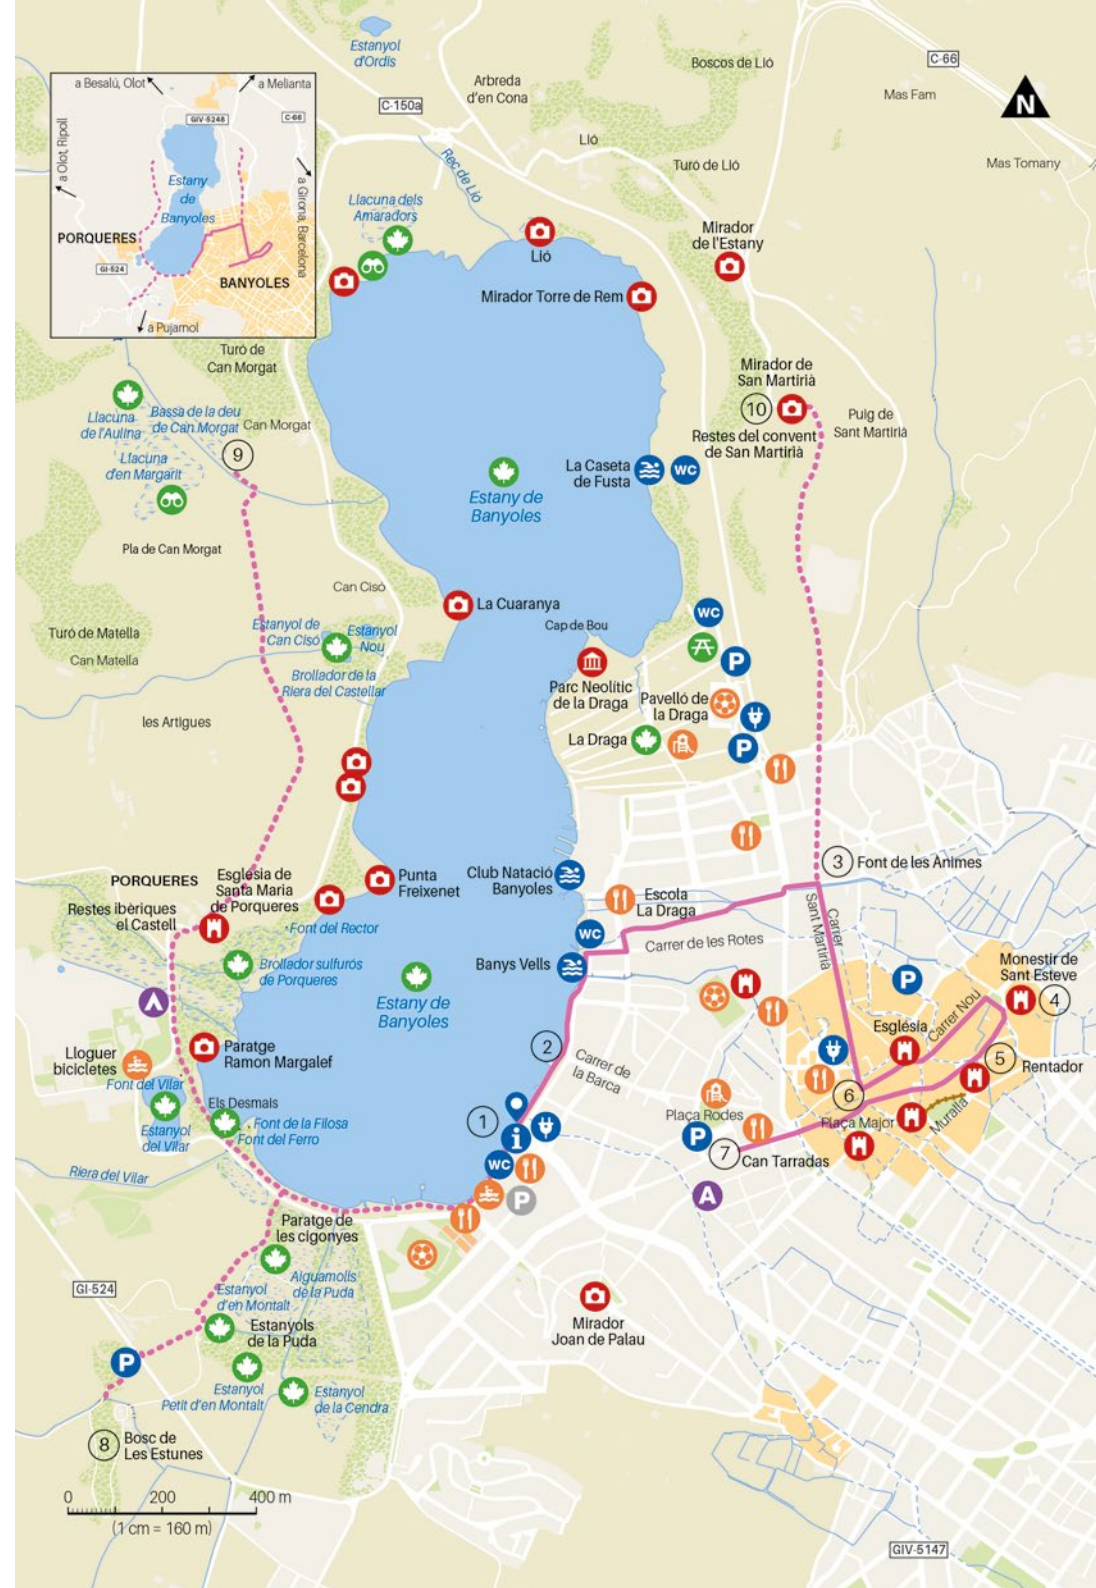 Estanyol
d'Ordis
Boscos de Lió
C-66
Arbreda
d'en Cona
C-150a
Mas Fam
N
Lió
Mas Tomany
Turó de Lió
Rec de Lió
a Besalú, Olot
a Melianta
GIV-5248
C-66
a Olot, Ripoll
Estany
de
Banyoles
a Girona, Barcelona
PORQUERES
GI-524
BANYOLES
a Pujarnol
Llacuna dels
Amaradors
Lió
Mirador
de l'Estany
Mirador Torre de Rem
Turó de
Can Morgat
Mirador de
San Martirià
10
Restes del convent
de San Martirià
Puig de
Sant Martirià
Llacuna
de l'Aulina
Bassa de la deu
de Can Morgat
Can Morgat
9
Llacuna
d'en Margarit
Pla de Can Morgat
La Caseta
de Fusta
WC
Estany de
Banyoles
Can Cisó
La Cuaranya
WC
Cap de Bou
Turó de Matella
Can Matella
Estanyol de
Can Cisó
Estanyol
Nou
Brollador de la
Riera del Castellar
P
Parc Neolític
de la Draga
Pavelló de
la Draga
les Artigues
La Draga
P
PORQUERES
Església de
Santa Maria
de Porqueres
Punta
Freixenet
Club Natació
Banyoles
3
Font de les Ànimes
Restes ibèriques
el Castell
Font del Rector
Escola
La Draga
WC
Carrer de les Rotes
Carrer
Sant Martirià
Brollador sulfurós
de Porqueres
Banys Vells
Monestir de
Sant Esteve
4
P
Estany de
Banyoles
Carrer Nou
Església
Paratge
Ramon Margalef
2
Lloguer
bicicletes
Carrer de
la Barca
5
Rentador
Font del Vilar
Els Desmais
6
Plaça Major
Muralla
Estanyol
del Vilar
Font de la Filosa
Font del Ferro
1
i
Plaça Rodes
P
7
Can Tarradas
WC
Riera del Vilar
P
A
Paratge de
les cigonyes
Aiguamolls
de la Puda
GI-524
Estanyol
d'en Montalt
Estanyols
de la Puda
Mirador
Joan de Palau
P
Estanyol
Petit d'en Montalt
Estanyol
de la Cendra
8
Bosc de
Les Estunes
0 200 400 m
(1 cm = 160 m)
GIV-5147